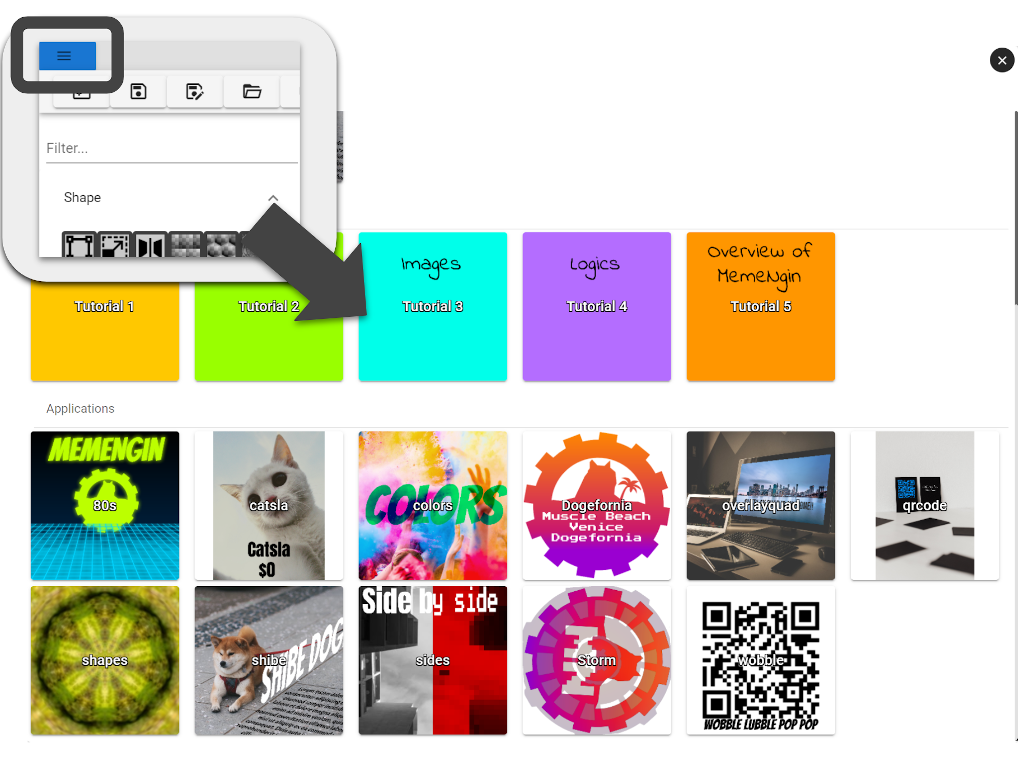 Filter...
Shape
Images
Logics
Overview of
MemeNgin
Tutorial 1
Tutorial 2
Tutorial 3
Tutorial 4
Tutorial 5
Applications
MEMENGIN
80s
catsla
Catsla
$0
COLORS
colors
Dogefornia
Muscle Beach
Venice
Dogefornia
overlayquad
qrcode
shapes
shibe
SHIBE DOG
Side by side
sides
Storm
wobble
WOBBLE LUBBLE POP POP